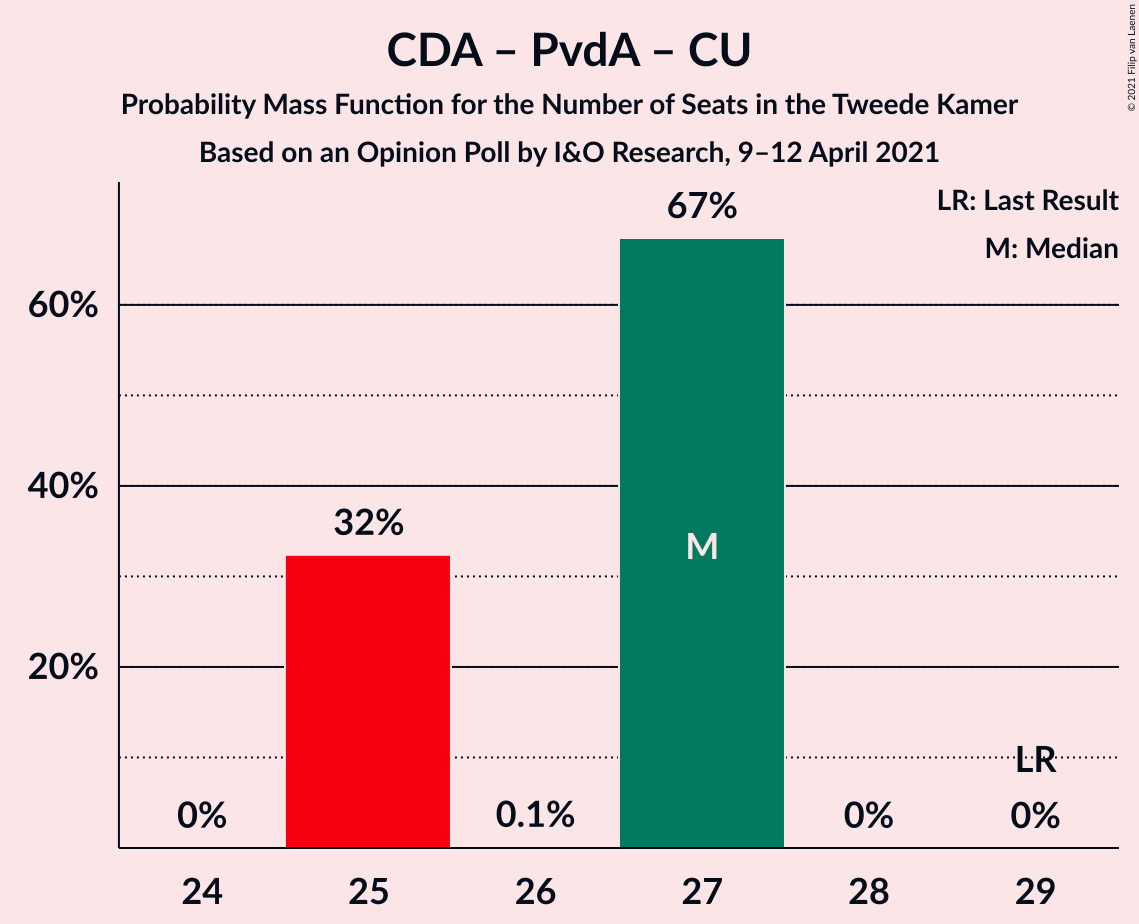 CDA – PvdA – CU
Probability Mass Function for the Number of Seats in the Tweede Kamer
Based on an Opinion Poll by I&O Research, 9–12 April 2021
© 2021 Filip van Laenen
LR: Last Result
M: Median
67%
60%
40%
32%
M
20%
LR
0%
0.1%
0%
0%
24
25
26
27
28
29